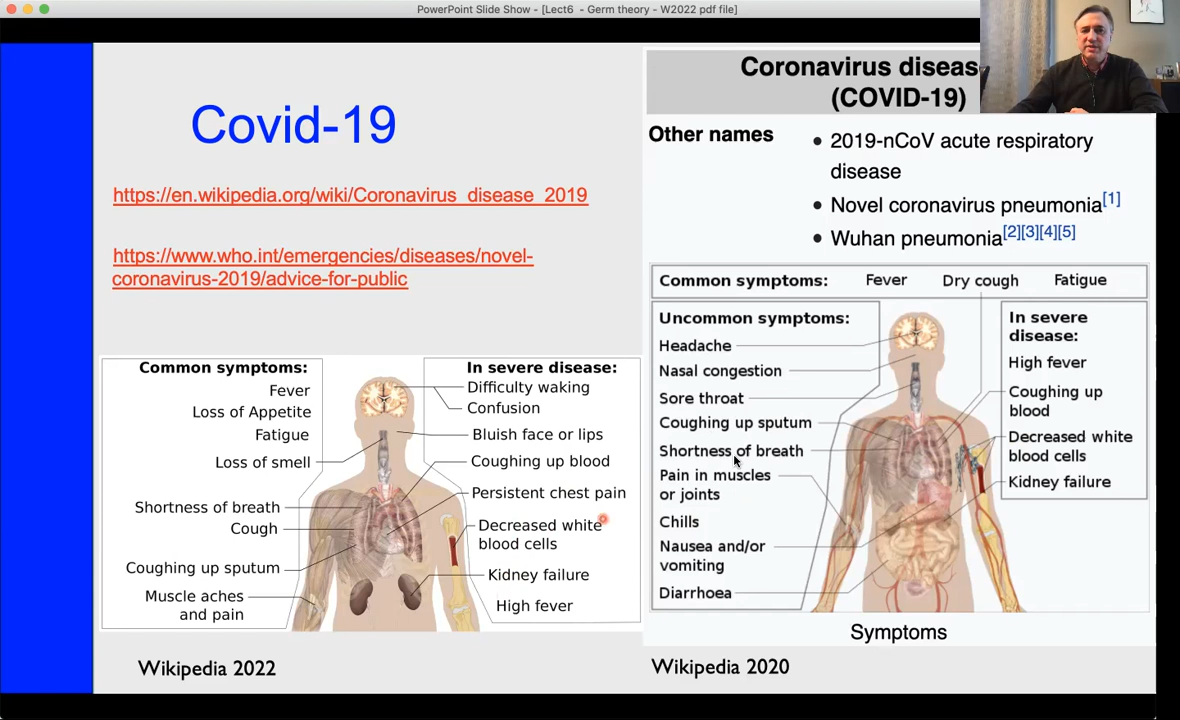 PowerPoint Slide Show - [Lect6 - Germ theory - W2022 pdf file]
Covid-19
https://en.wikipedia.org/wiki/Coronavirus_disease_2019
https://www.who.int/emergencies/diseases/novel-
coronavirus-2019/advice-for-public
Common symptoms:
Fever
Loss of Appetite
Fatigue
Loss of smell
Shortness of breath
Cough
Coughing up sputum
Muscle aches
and pain
In severe disease:
Difficulty waking
Confusion
Bluish face or lips
Coughing up blood
Persistent chest pain
Decreased white
blood cells
Kidney failure
High fever
Wikipedia 2022
Coronavirus diseas
(COVID-19)
Other names
• 2019-nCoV acute respiratory
disease
• Novel coronavirus pneumonia[1]
• Wuhan pneumonia[2][3][4][5]
Common symptoms: Fever Dry cough Fatigue
Uncommon symptoms:
Headache
Nasal congestion
Sore throat
Coughing up sputum
Shortness of breath
Pain in muscles
or joints
Chills
Nausea and/or
vomiting
Diarrhoea
In severe
disease:
High fever
Coughing up
blood
Decreased white
blood cells
Kidney failure
Symptoms
Wikipedia 2020